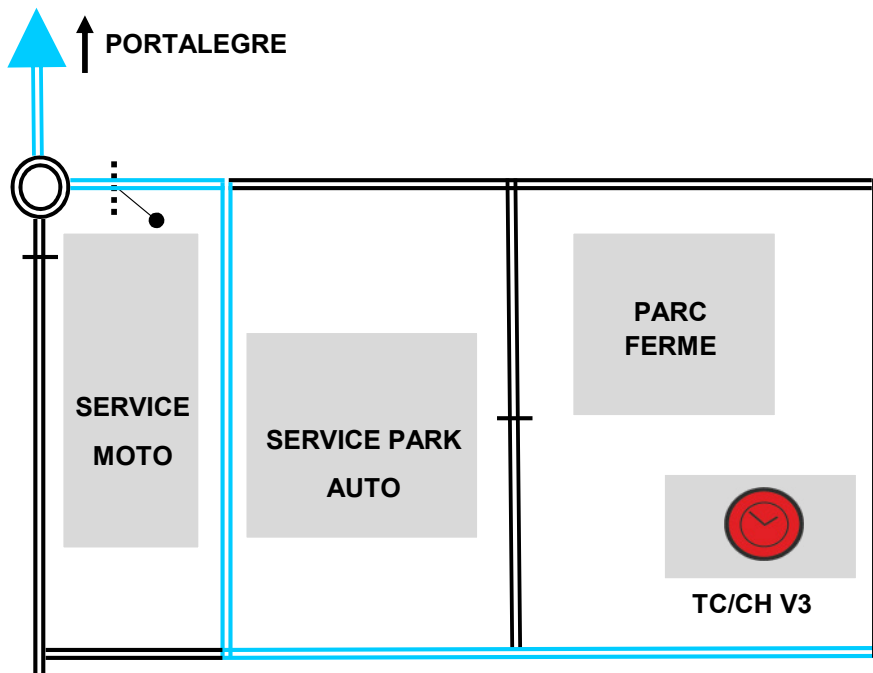 PORTALEGRE
PARC
FERME
SERVICE
MOTO
SERVICE PARK
AUTO
TC/CH V3